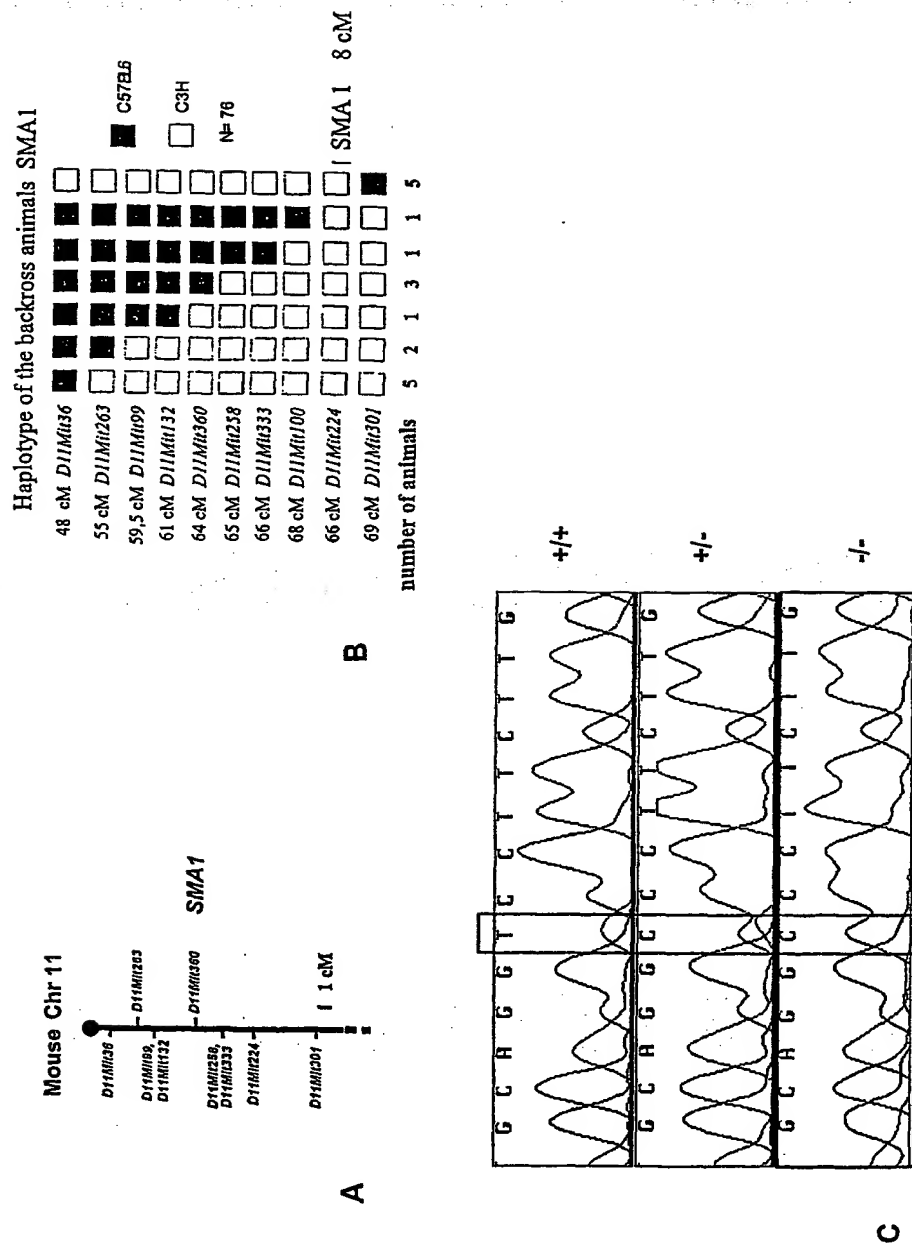 A
Mouse Chr 11
D11Mit36
D11Mit263
D11Mit99,
D11Mit132
D11Mit360
SMA1
D11Mit258,
D11Mit333
D11Mit224
D11Mit301
1 cM
B
Haplotype of the backross animals SMA1
48 cM D11Mit36
55 cM D11Mit263
59,5 cM D11Mit99
61 cM D11Mit132
64 cM D11Mit360
65 cM D11Mit258
66 cM D11Mit333
68 cM D11Mit100
66 cM D11Mit224
69 cM D11Mit301
number of animals 5 2 1 3 1 1 5
C57BL6
C3H
N=76
SMA 1 8 cM
C
G C A G G T C C T T C T T G
+/+
G C A G G C C C T T C T T G
+/-
G C A G G C C C T T C T T G
-/-